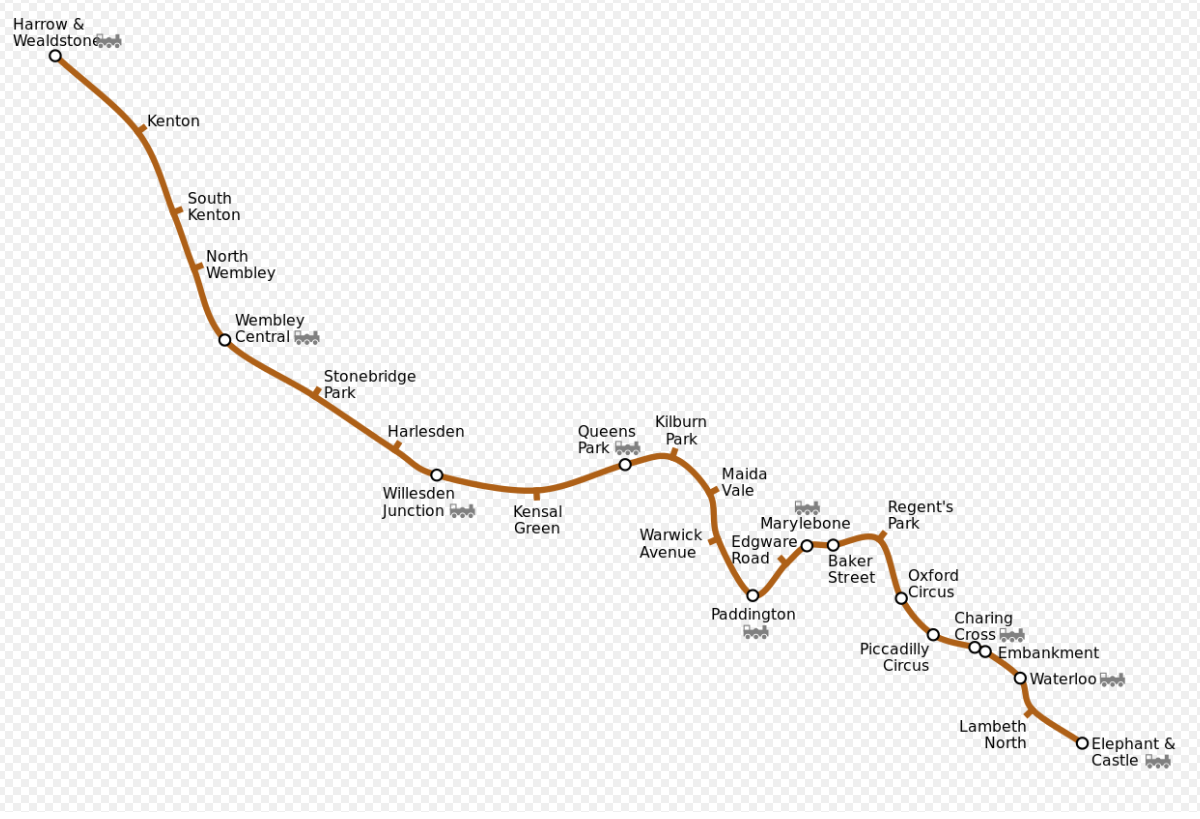 Harrow &
Wealdstone
Kenton
South
Kenton
North
Wembley
Wembley
Central
Stonebridge
Park
Harlesden
Willesden
Junction
Kensal
Green
Queens
Park
Kilburn
Park
Maida
Vale
Warwick
Avenue
Paddington
Edgware
Road
Marylebone
Baker
Street
Regent's
Park
Oxford
Circus
Piccadilly
Circus
Charing
Cross
Embankment
Waterloo
Lambeth
North
Elephant &
Castle